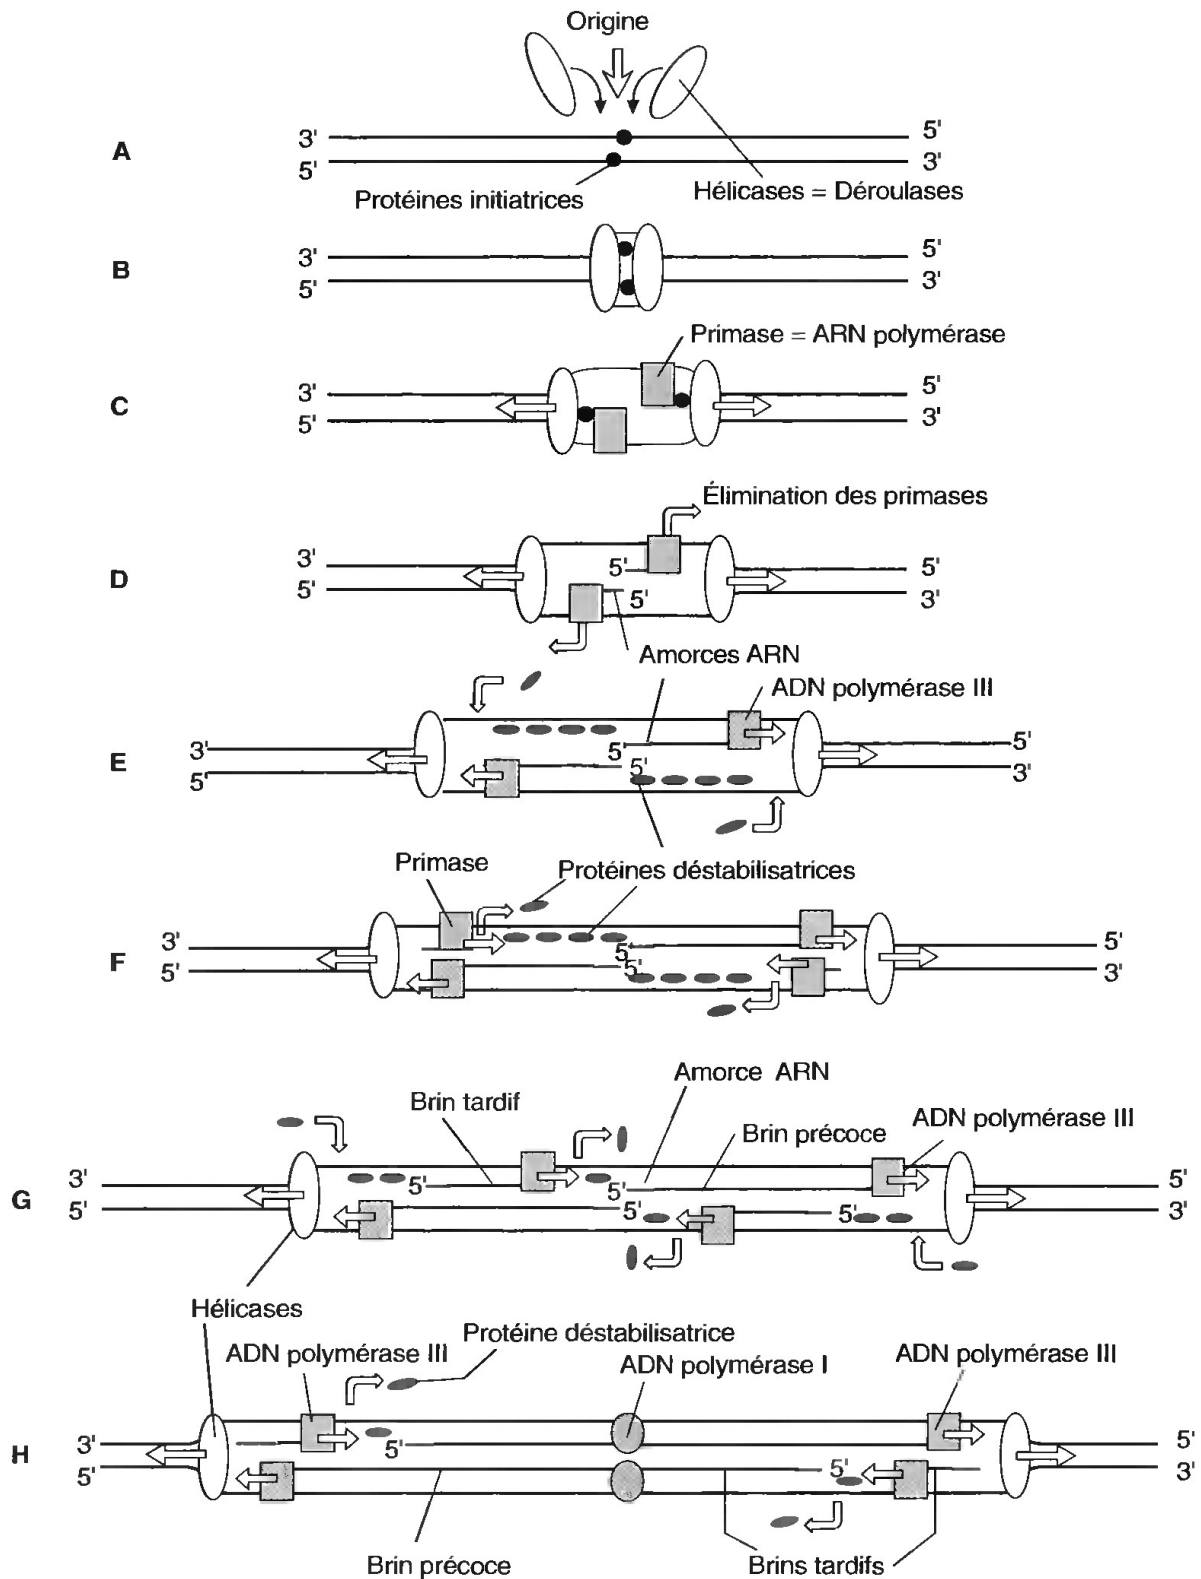 Origine
3' 5'
A
5' 3'
Protéines initiatrices
Hélicases = Déroulases
3' 5'
B
5' 3'
Primase = ARN polymérase
3' 5'
C
5' 3'
Élimination des primases
3' 5' 5'
D
5' 5' 3'
Amorces ARN
ADN polymérase III
3' 5' 5'
E
5' 5' 3'
Primase
Protéines déstabilisatrices
3' 5' 5'
F
5' 5' 3'
Amorce ARN
Brin tardif
ADN polymérase III
Brin précoce
3' 5' 5' 5'
G
5' 5' 5' 3'
Hélicases
Protéine déstabilisatrice
ADN polymérase III
ADN polymérase I
ADN polymérase III
3' 5' 5'
H
5' 5' 3'
Brin précoce
Brins tardifs